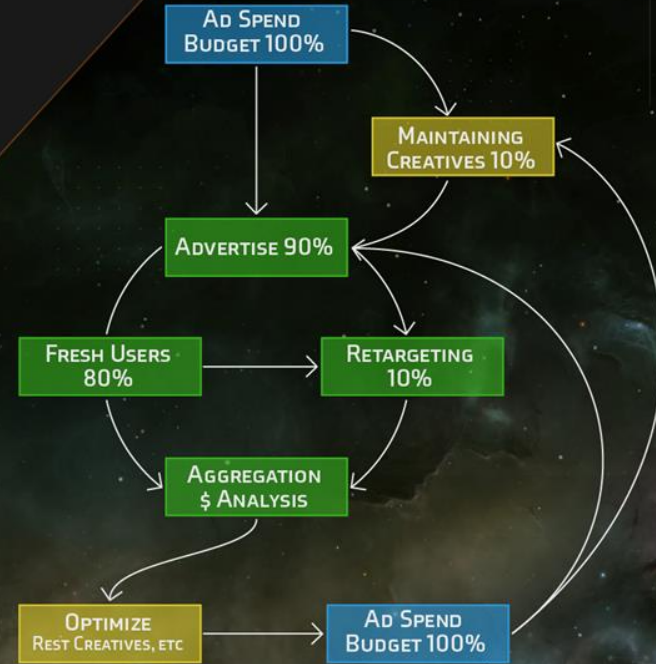 AD SPEND
BUDGET 100%
MAINTAINING
CREATIVES 10%
ADVERTISE 90%
FRESH USERS
80%
RETARGETING
10%
AGGREGATION
$ ANALYSIS
OPTIMIZE
REST CREATIVES, ETC
AD SPEND
BUDGET 100%